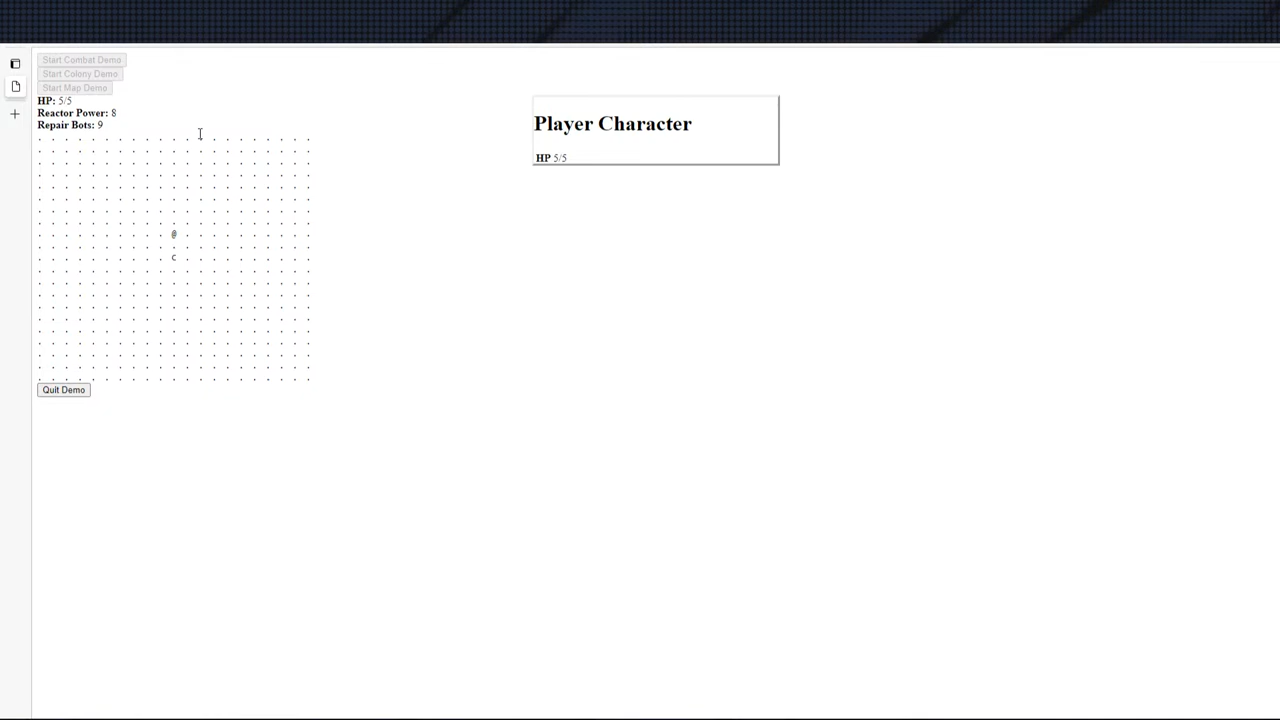 Start Combat Demo
Start Colony Demo
Start Map Demo
HP: 5/5
Reactor Power: 8
Repair Bots: 9
. . . . . . . . . . . . . . . . . . . . .
. . . . . . . . . . . . . . . . . . . . .
. . . . . . . . . . . . . . . . . . . . .
. . . . . . . . . . . . . . . . . . . . .
. . . . . . . . . . . . . . . . . . . . .
. . . . . . . . . . . . . . . . . . . . .
. . . . . . . . . . . . . . . . . . . . .
. . . . . . . . . . . . . . . . . . . . .
. . . . . . . . . . @ . . . . . . . . . .
. . . . . . . . . . . . . . . . . . . . .
. . . . . . . . . . C . . . . . . . . . .
. . . . . . . . . . . . . . . . . . . . .
. . . . . . . . . . . . . . . . . . . . .
. . . . . . . . . . . . . . . . . . . . .
. . . . . . . . . . . . . . . . . . . . .
. . . . . . . . . . . . . . . . . . . . .
. . . . . . . . . . . . . . . . . . . . .
. . . . . . . . . . . . . . . . . . . . .
. . . . . . . . . . . . . . . . . . . . .
. . . . . . . . . . . . . . . . . . . . .
. . . . . . . . . . . . . . . . . . . . .
Quit Demo
Player Character
HP 5/5